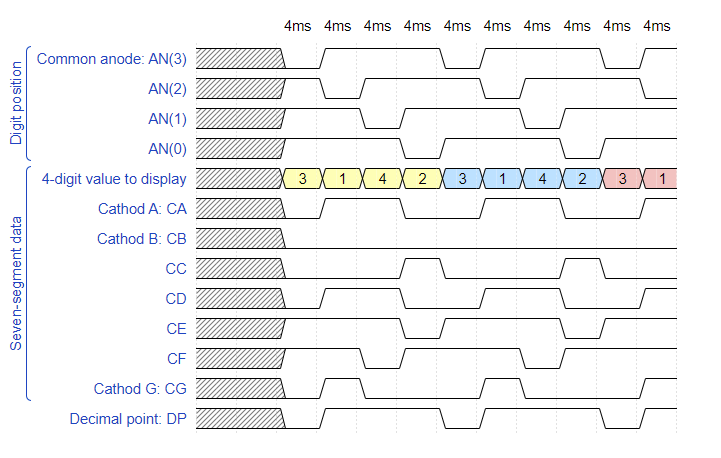 4ms 4ms 4ms 4ms 4ms 4ms 4ms 4ms 4ms 4ms
Digit position
Common anode: AN(3)
AN(2)
AN(1)
AN(0)
4-digit value to display 3 1 4 2 3 1 4 2 3 1
Seven-segment data
Cathod A: CA
Cathod B: CB
CC
CD
CE
CF
Cathod G: CG
Decimal point: DP